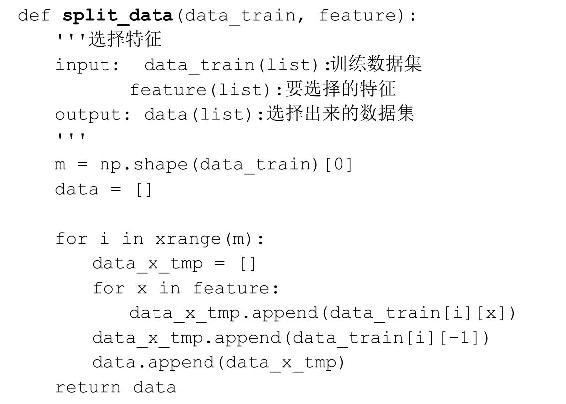 def split_data(data_train, feature):
    '''选择特征
    input:  data_train(list):训练数据集
            feature(list):要选择的特征
    output: data(list):选择出来的数据集
    '''
    m = np.shape(data_train)[0]
    data = []

    for i in xrange(m):
        data_x_tmp = []
        for x in feature:
            data_x_tmp.append(data_train[i][x])
        data_x_tmp.append(data_train[i][-1])
        data.append(data_x_tmp)
    return data